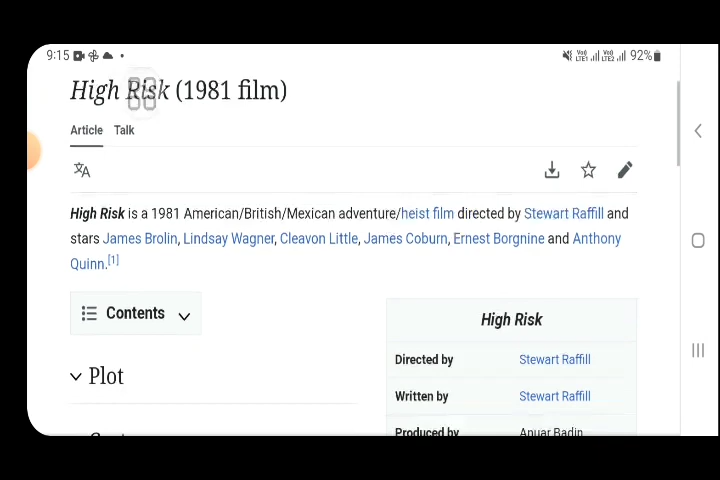 9:15 92%
High Risk (1981 film)
Article Talk
High Risk is a 1981 American/British/Mexican adventure/heist film directed by Stewart Raffill and
stars James Brolin, Lindsay Wagner, Cleavon Little, James Coburn, Ernest Borgnine and Anthony
Quinn.[1]
Contents
High Risk
Directed by Stewart Raffill
Plot
Written by Stewart Raffill
Produced by Anuar Badin